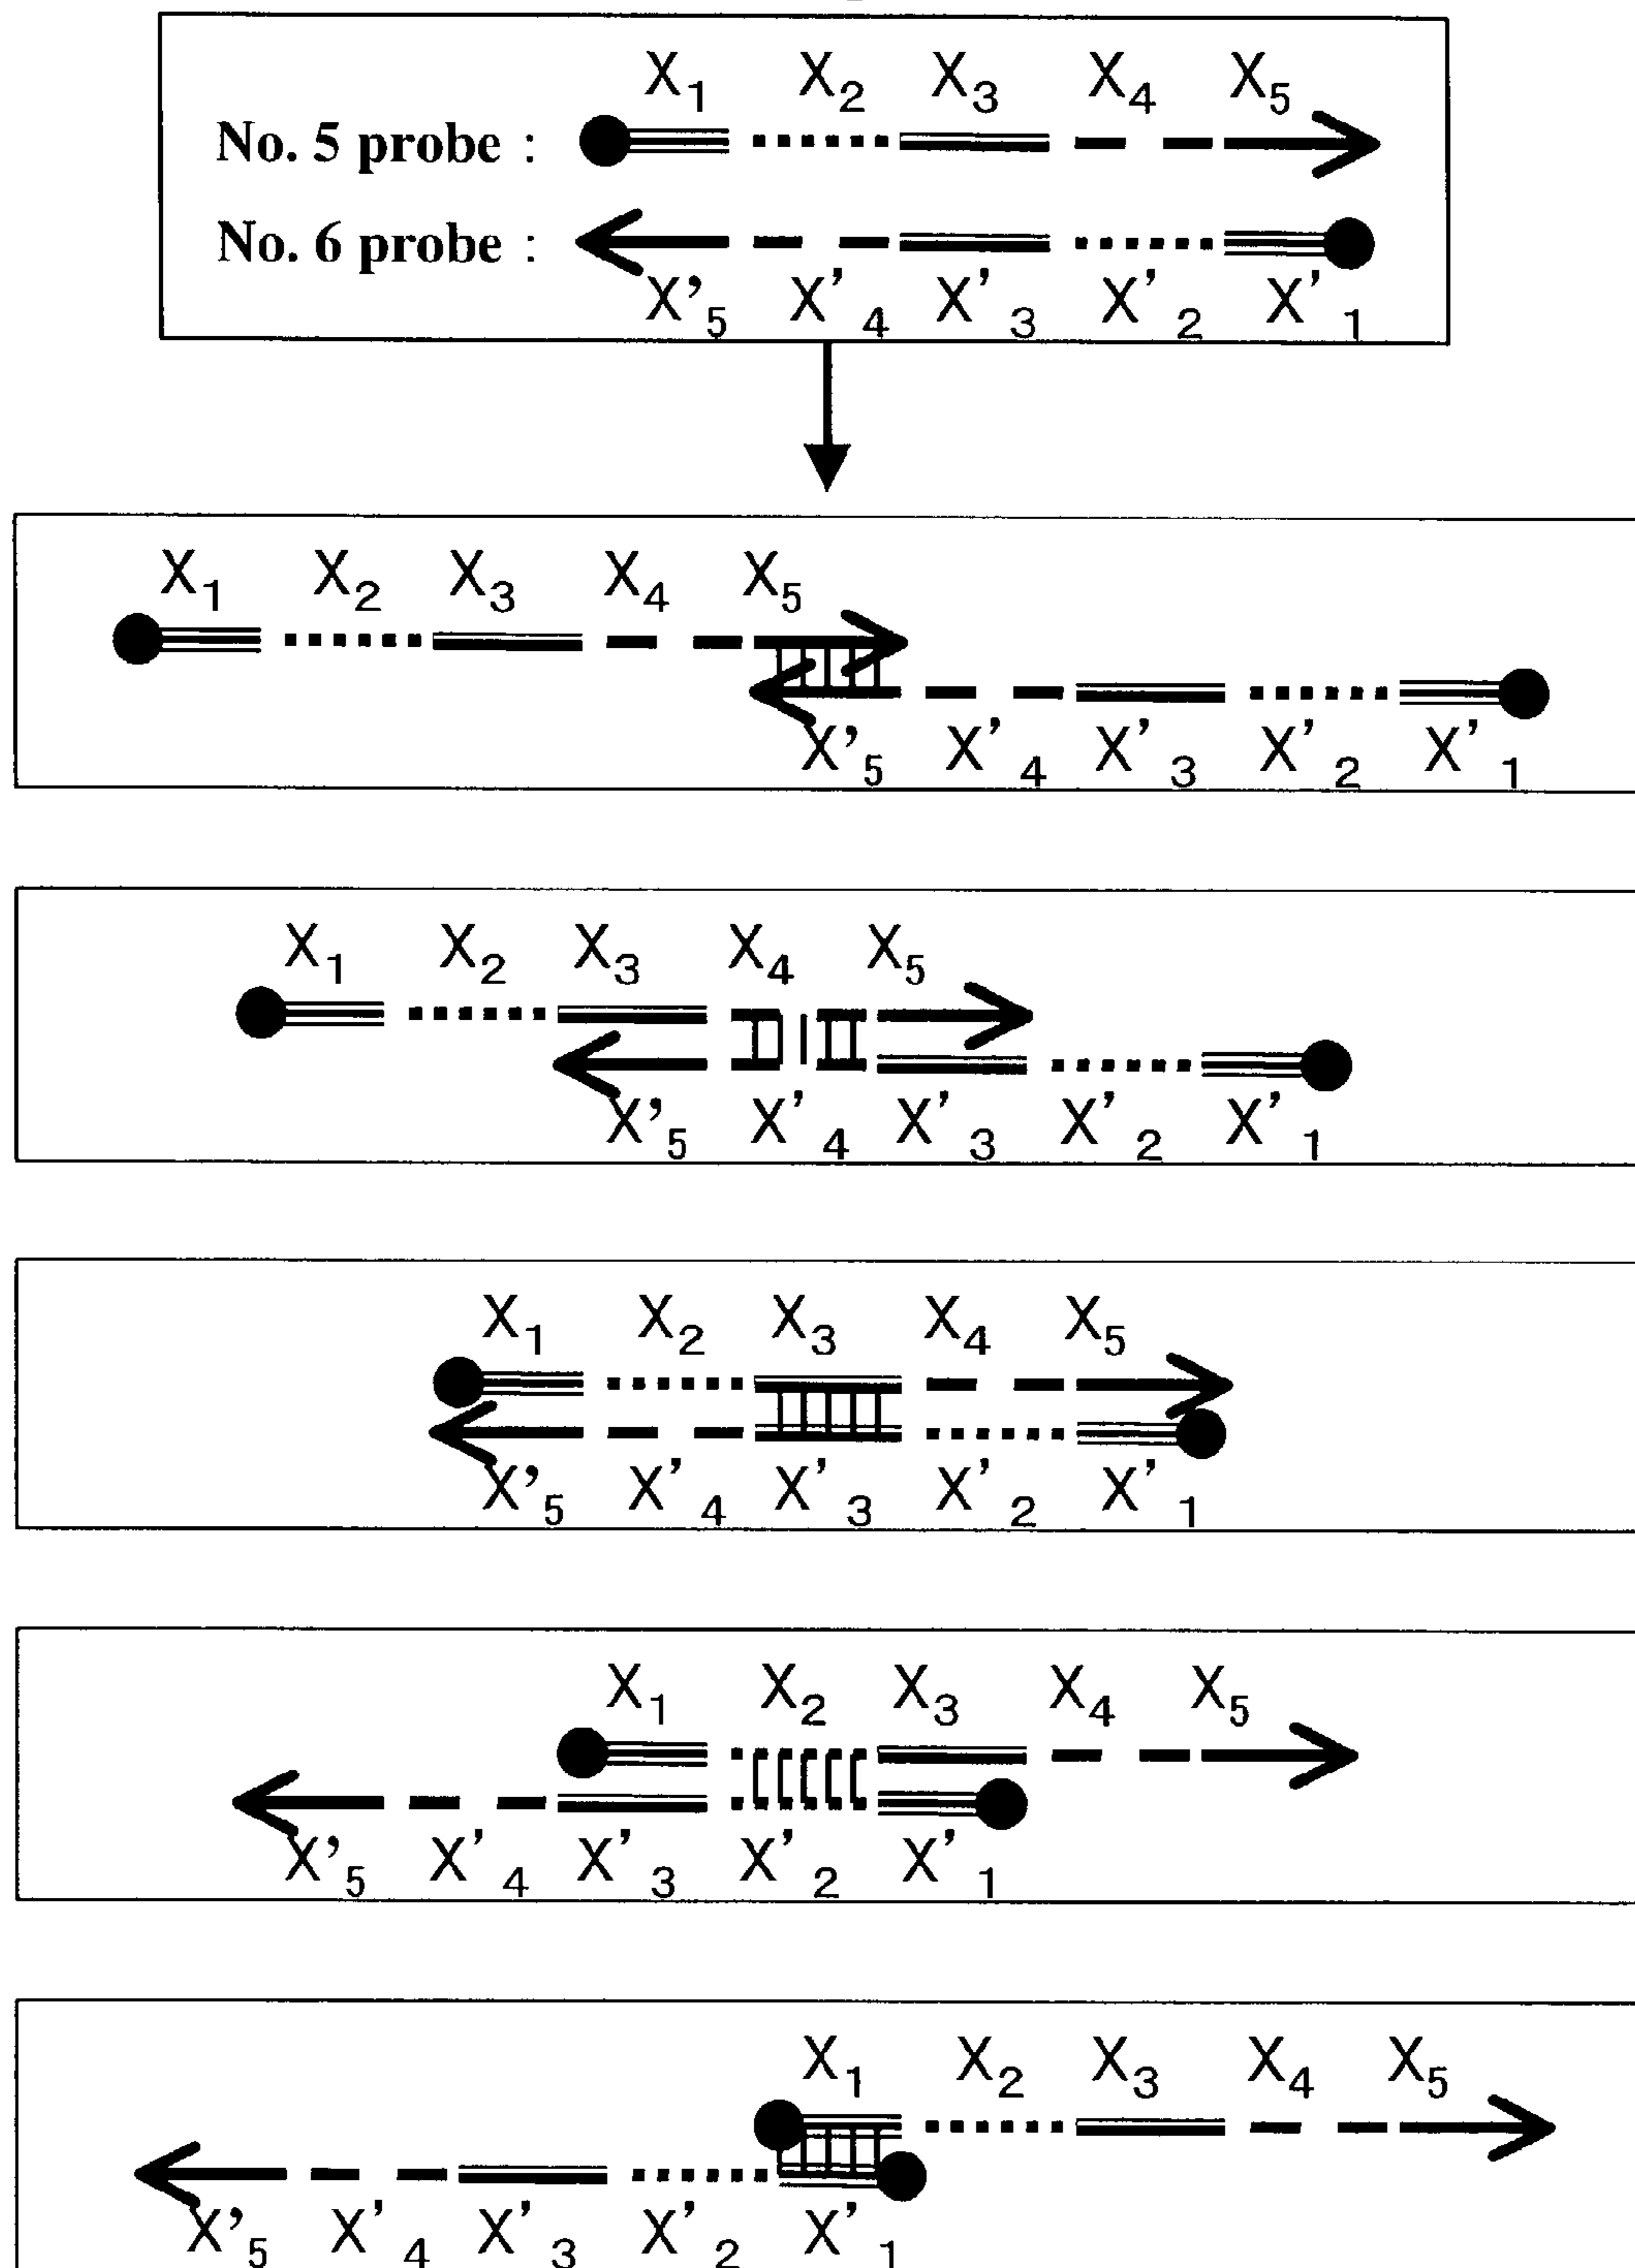 X₁ X₂ X₃ X₄ X₅
No. 5 probe :
No. 6 probe :
X'₅ X'₄ X'₃ X'₂ X'₁
X₁ X₂ X₃ X₄ X₅
X'₅ X'₄ X'₃ X'₂ X'₁
X₁ X₂ X₃ X₄ X₅
X'₅ X'₄ X'₃ X'₂ X'₁
X₁ X₂ X₃ X₄ X₅
X'₅ X'₄ X'₃ X'₂ X'₁
X₁ X₂ X₃ X₄ X₅
X'₅ X'₄ X'₃ X'₂ X'₁
X₁ X₂ X₃ X₄ X₅
X'₅ X'₄ X'₃ X'₂ X'₁